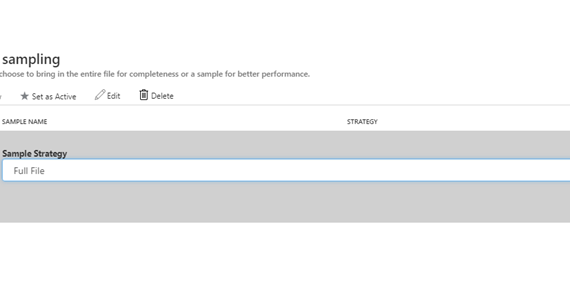 sampling
choose to bring in the entire file for completeness or a sample for better performance.
Set as Active Edit Delete
SAMPLE NAME STRATEGY
Sample Strategy
Full File